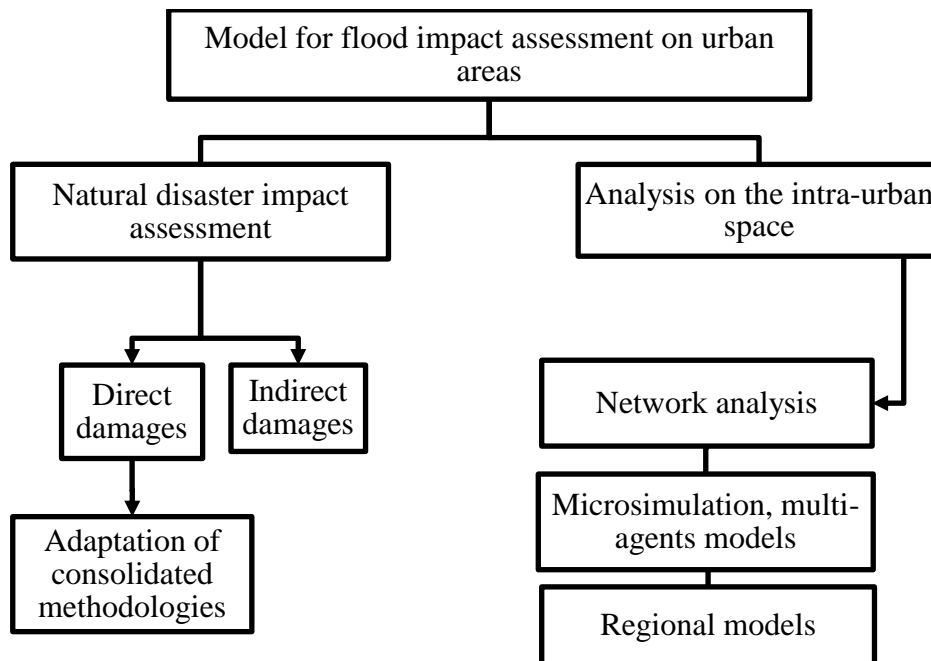 Model for flood impact assessment on urban
areas
Natural disaster impact
assessment
Analysis on the intra-urban
space
Direct
damages
Indirect
damages
Network analysis
Microsimulation, multi-
agents models
Adaptation of
consolidated
methodologies
Regional models